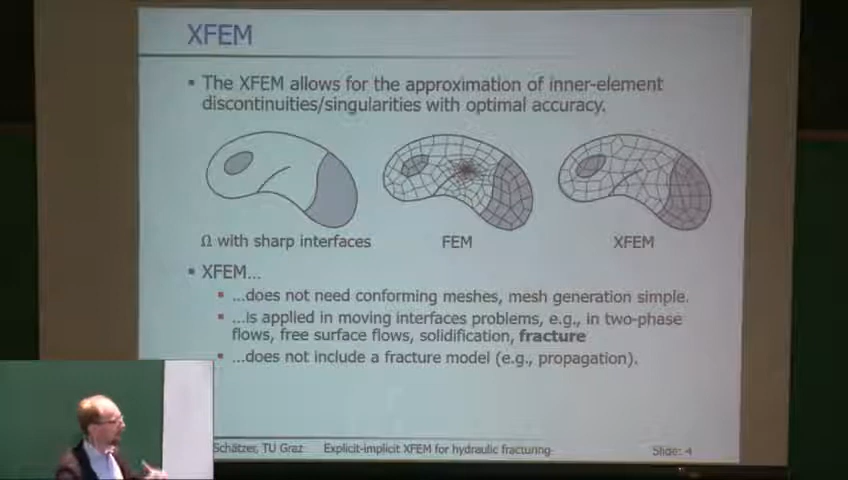 XFEM
▪ The XFEM allows for the approximation of inner-element
discontinuities/singularities with optimal accuracy.
Ω with sharp interfaces
FEM
XFEM
▪ XFEM...
▪ ...does not need conforming meshes, mesh generation simple.
▪ ...is applied in moving interfaces problems, e.g., in two-phase
flows, free surface flows, solidification, fracture
▪ ...does not include a fracture model (e.g., propagation).
Schätzer, TU Graz
Explicit-implicit XFEM for hydraulic fracturing
Slide: 4